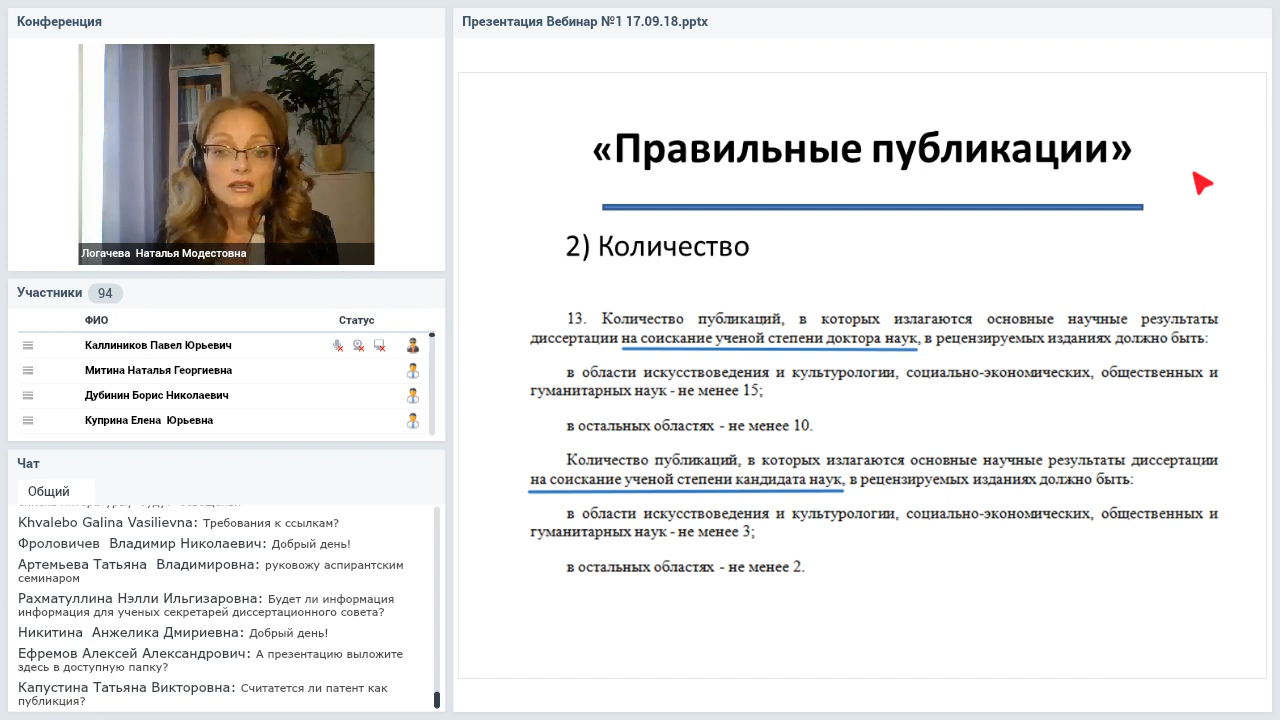 Конференция
Логачева  Наталья Модестовна
Участники 94
ФИО Статус
Каллиников Павел Юрьевич
Митина Наталья Георгиевна
Дубинин Борис Николаевич
Куприна Елена  Юрьевна
Чат
Общий
Khvalebo Galina Vasilievna: Требования к ссылкам?
Фроловичев  Владимир Николаевич: Добрый день!
Артемьева Татьяна  Владимировна: руковожу аспирантским
семинаром
Рахматуллина Нэлли Ильгизаровна: Будет ли информация
информация для ученых секретарей диссертационного совета?
Никитина  Анжелика Дмириевна: Добрый день!
Ефремов Алексей Александрович: А презентацию выложите
здесь в доступную папку?
Капустина Татьяна Викторовна: Считатется ли патент как
публикция?
Презентация Вебинар №1 17.09.18.pptx
«Правильные публикации»
2) Количество
13. Количество публикаций, в которых излагаются основные научные результаты
диссертации на соискание ученой степени доктора наук, в рецензируемых изданиях должно быть:
в области искусствоведения и культурологии, социально-экономических, общественных и
гуманитарных наук - не менее 15;
в остальных областях - не менее 10.
Количество публикаций, в которых излагаются основные научные результаты диссертации
на соискание ученой степени кандидата наук, в рецензируемых изданиях должно быть:
в области искусствоведения и культурологии, социально-экономических, общественных и
гуманитарных наук - не менее 3;
в остальных областях - не менее 2.